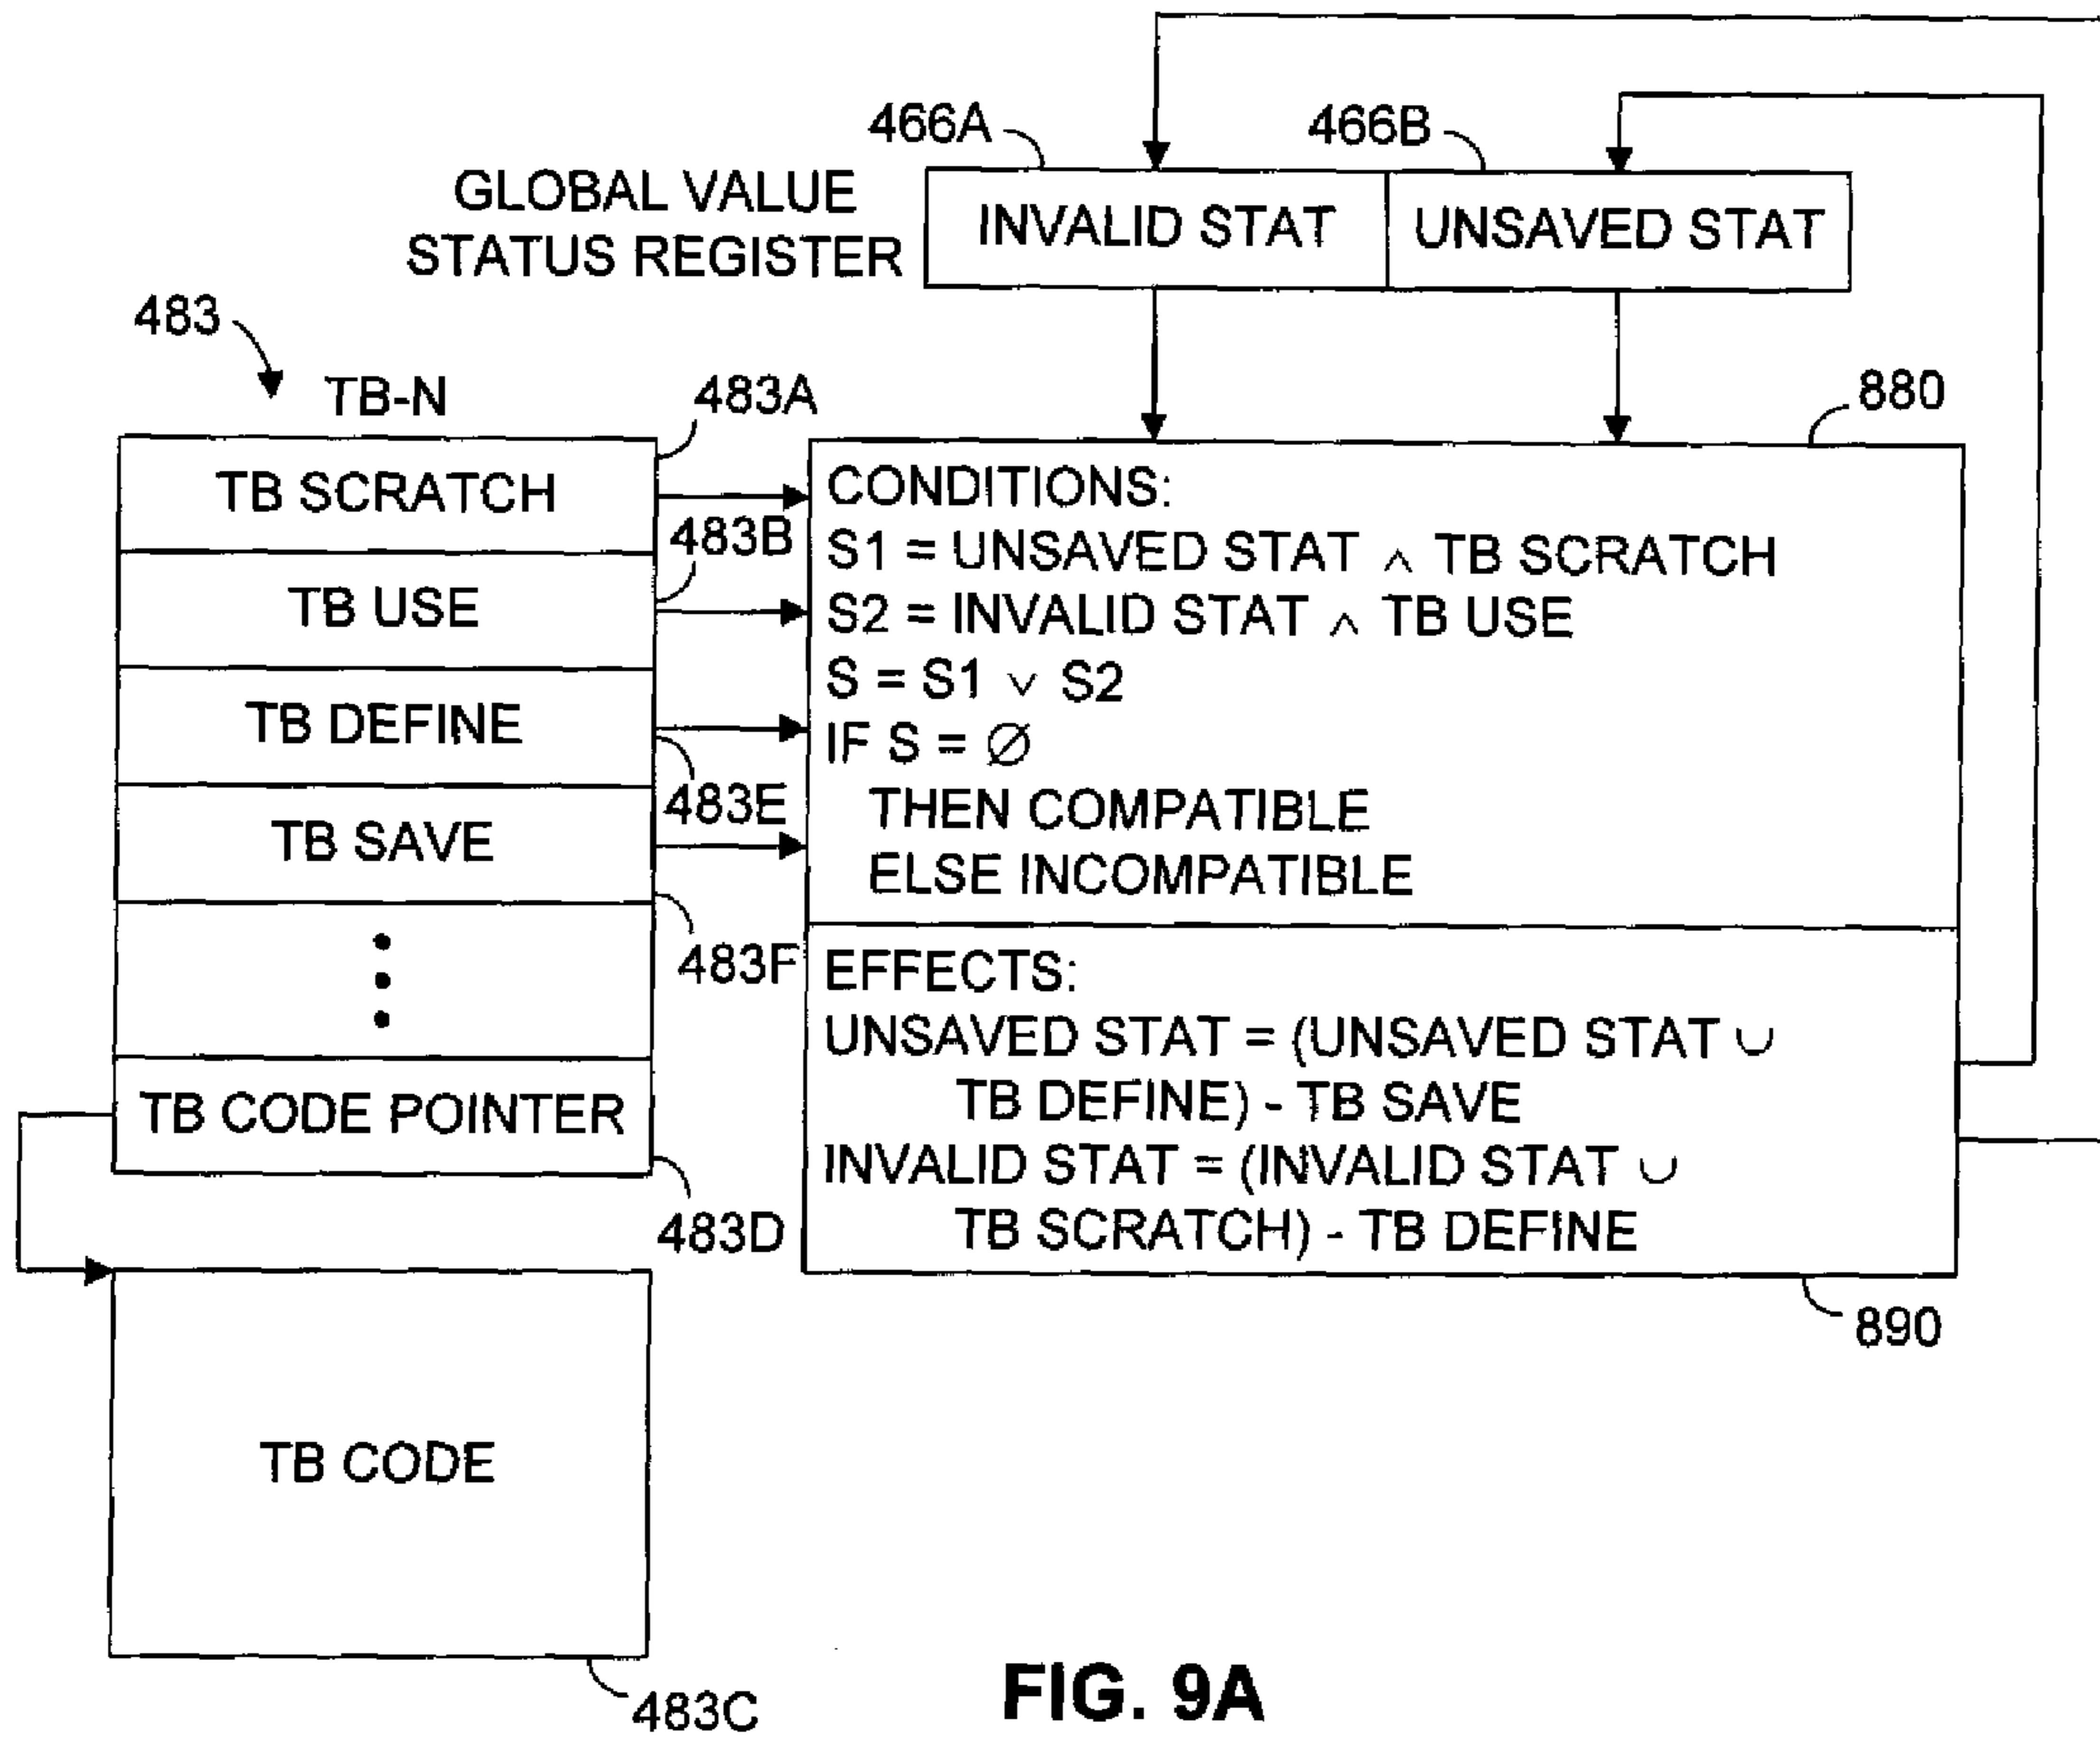 466A
466B
GLOBAL VALUE
STATUS REGISTER
INVALID STAT
UNSAVED STAT
483
TB-N
483A
880
TB SCRATCH
483B
TB USE
TB DEFINE
483E
TB SAVE
483F
TB CODE POINTER
483D
CONDITIONS:
S1 = UNSAVED STAT ∧ TB SCRATCH
S2 = INVALID STAT ∧ TB USE
S = S1 ∨ S2
IF S = ∅
THEN COMPATIBLE
ELSE INCOMPATIBLE
EFFECTS:
UNSAVED STAT = (UNSAVED STAT ∪
TB DEFINE) - TB SAVE
INVALID STAT = (INVALID STAT ∪
TB SCRATCH) - TB DEFINE
890
TB CODE
483C
FIG. 9A